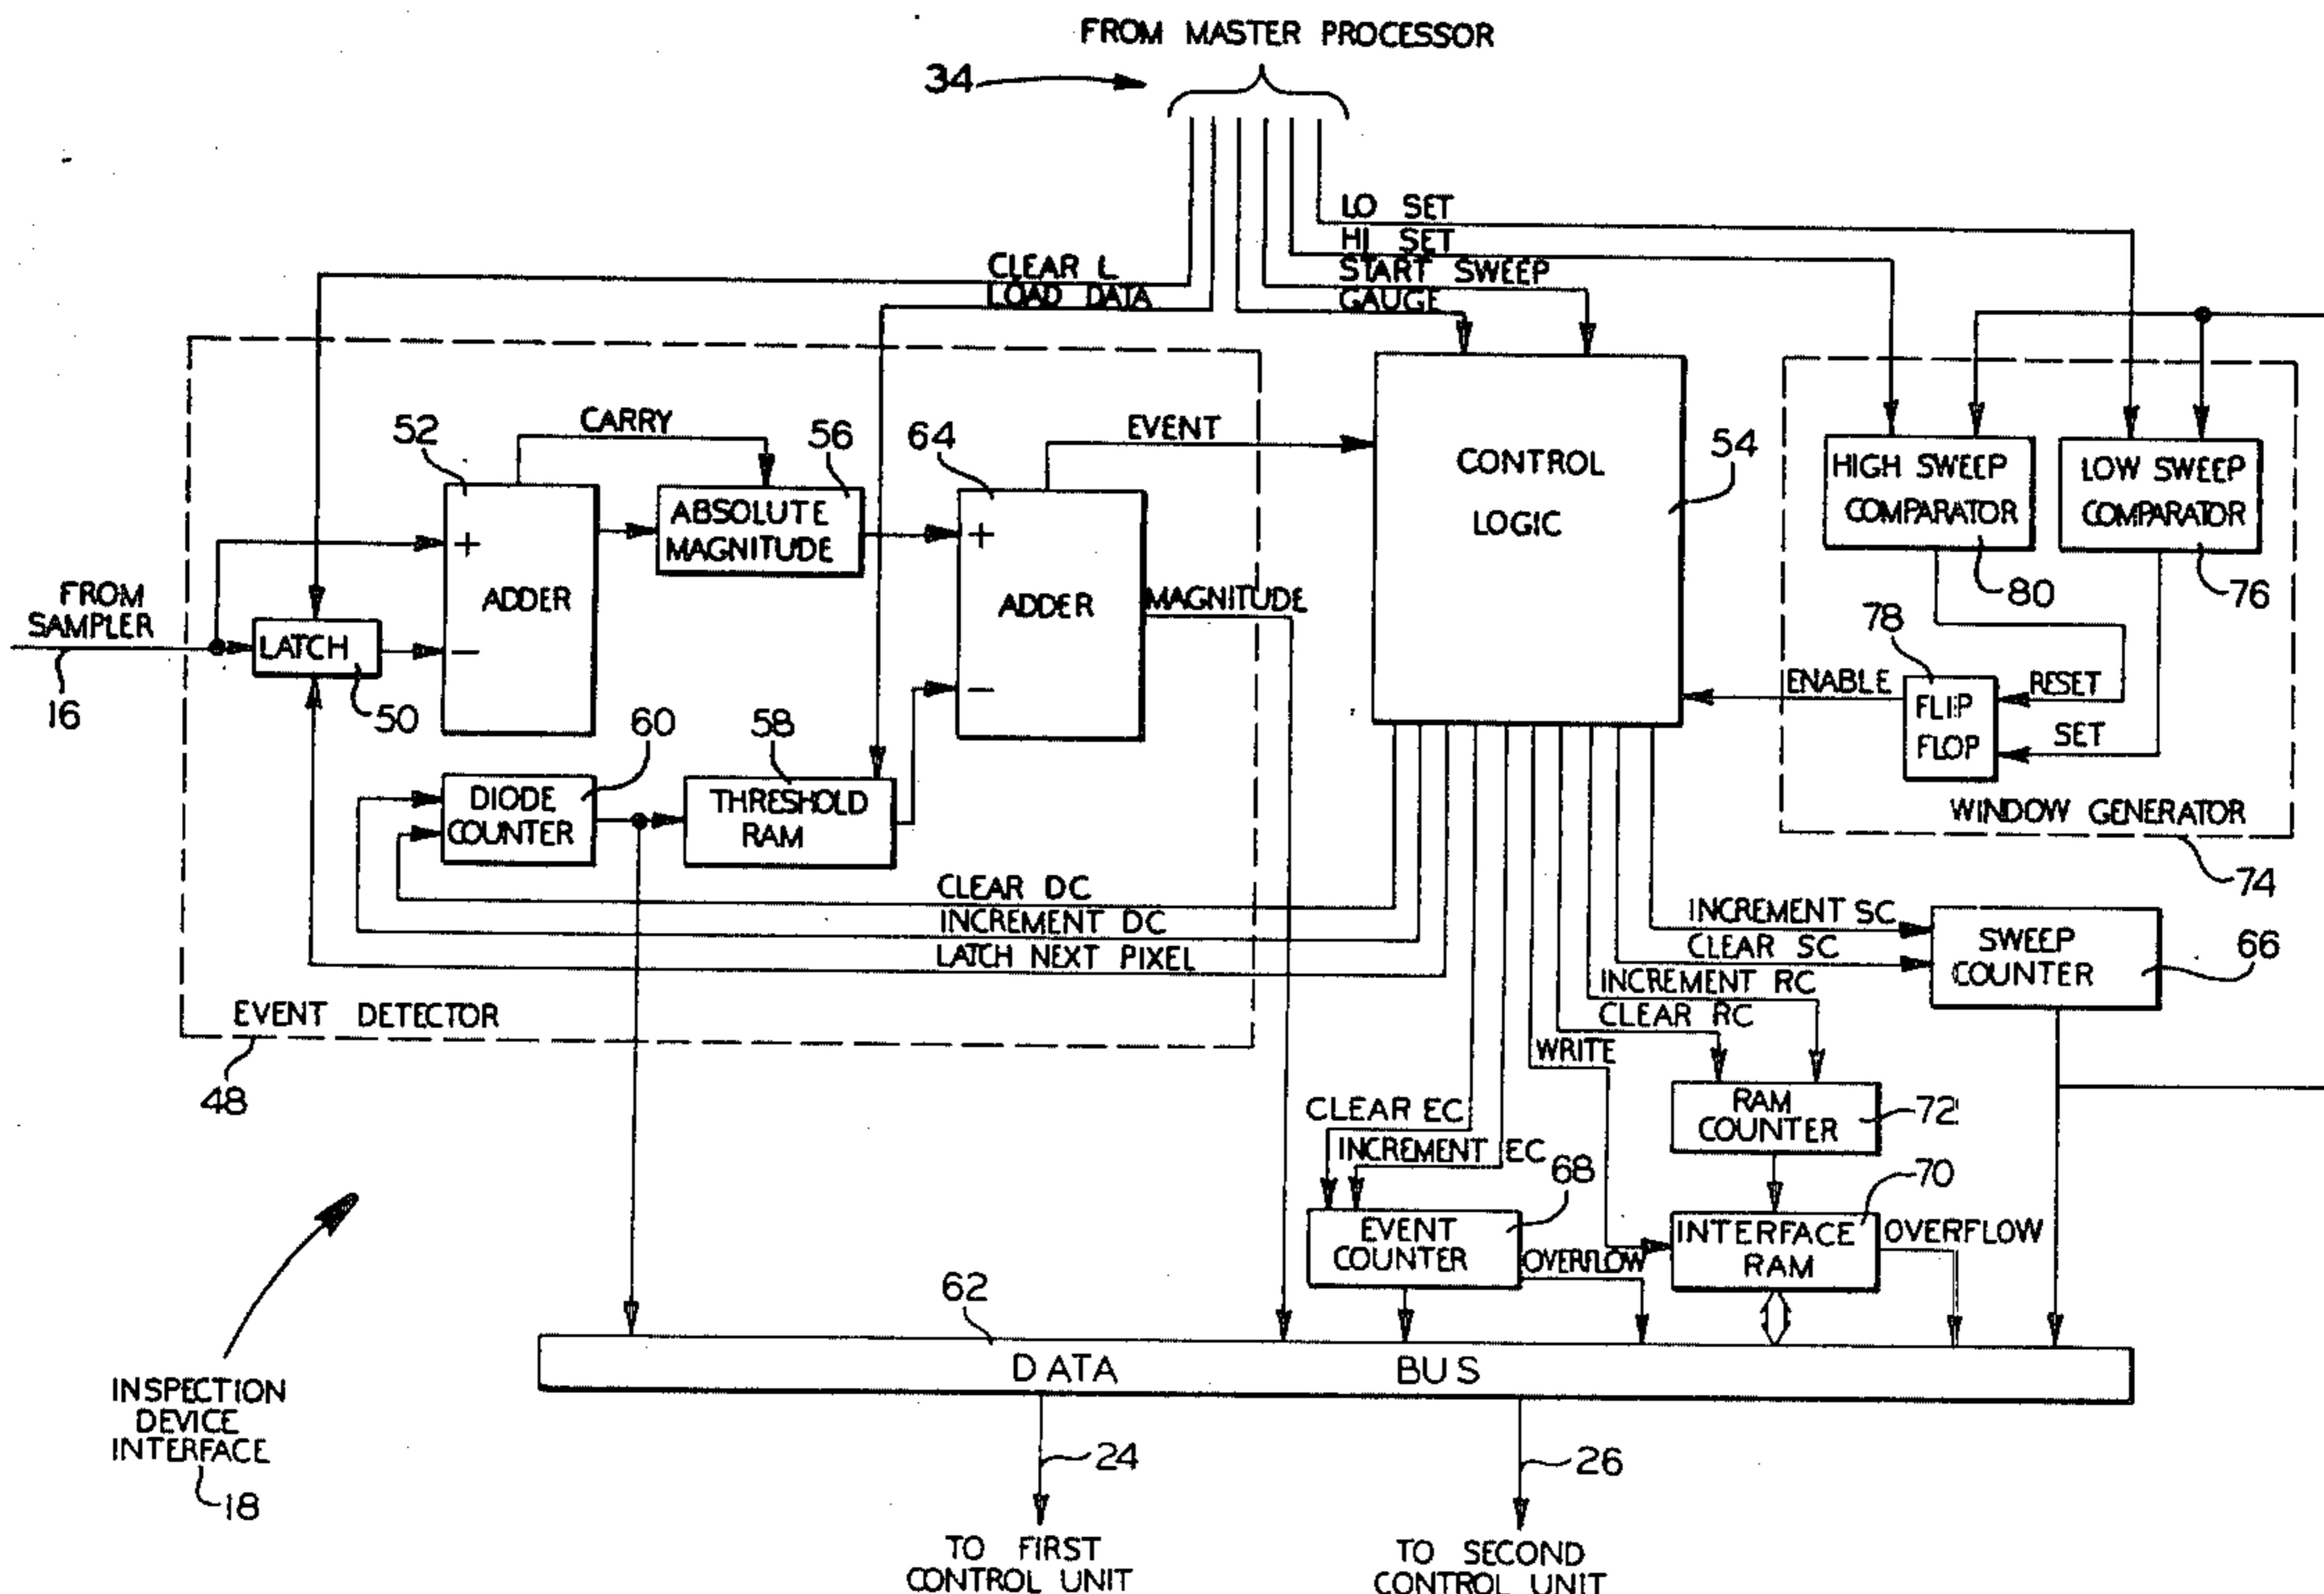 FROM MASTER PROCESSOR
34
LO SET
HI SET
CLEAR L
START SWEEP
LOAD DATA
GAUGE
52
CARRY
56
64
EVENT
CONTROL
LOGIC
54
HIGH SWEEP
COMPARATOR
LOW SWEEP
COMPARATOR
ABSOLUTE
MAGNITUDE
+
ADDER
−
+
ADDER
−
MAGNITUDE
80
76
FROM
SAMPLER
16
LATCH
50
78
ENABLE
FLIP
FLOP
RESET
SET
60
58
DIODE
COUNTER
THRESHOLD
RAM
WINDOW GENERATOR
74
CLEAR DC
INCREMENT DC
LATCH NEXT PIXEL
INCREMENT SC
CLEAR SC
SWEEP
COUNTER
66
INCREMENT RC
CLEAR RC
EVENT DETECTOR
48
WRITE
RAM
COUNTER
72
CLEAR EC
INCREMENT EC
68
70
EVENT
COUNTER
OVERFLOW
INTERFACE
RAM
OVERFLOW
62
DATA BUS
INSPECTION
DEVICE
INTERFACE
18
24
26
TO FIRST
CONTROL UNIT
TO SECOND
CONTROL UNIT